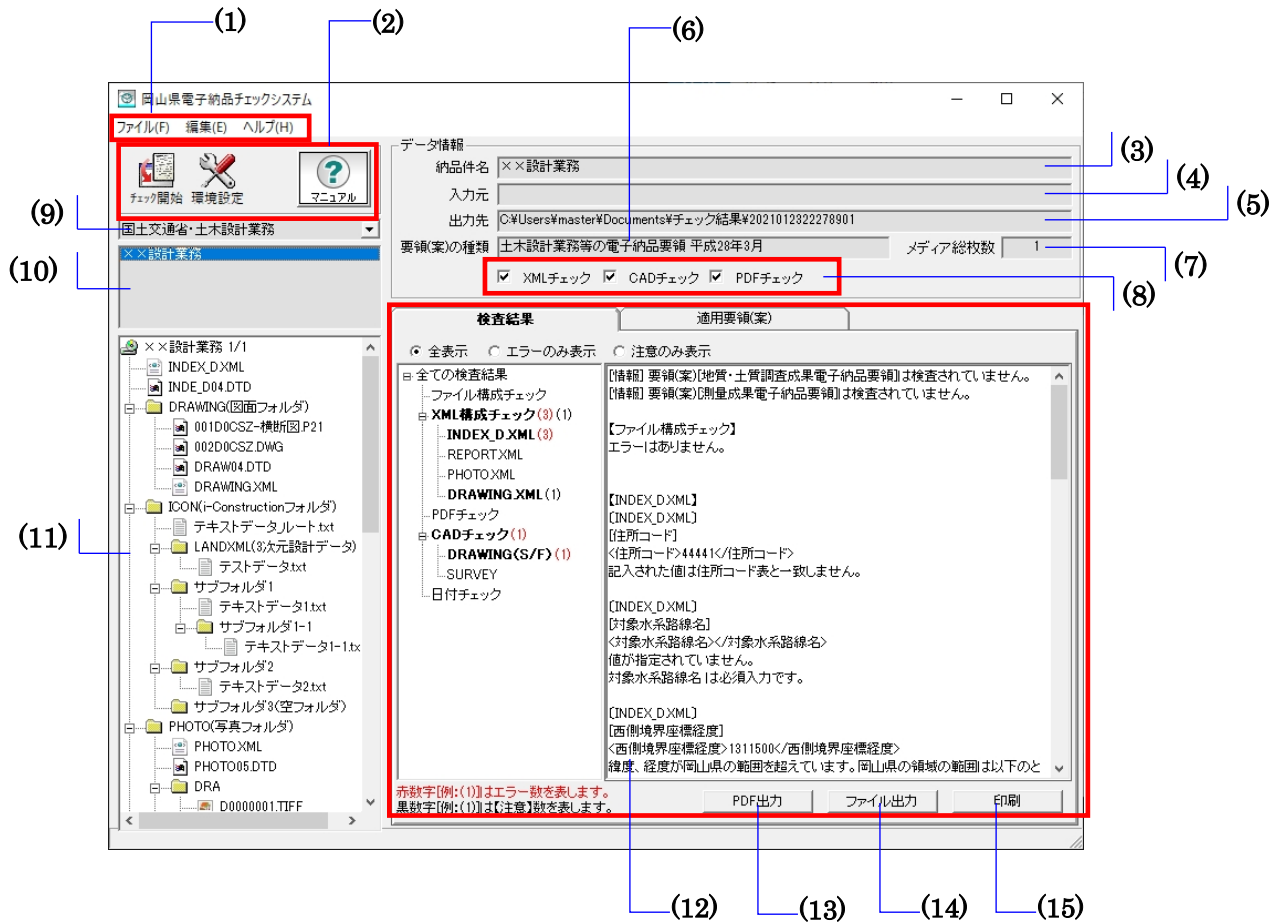 (1)
(2)
(6)
岡山県電子納品チェックシステム
ファイル(F) 編集(E) ヘルプ(H)
チェック開始 環境設定 マニュアル
データ情報
納品件名 ××設計業務
(3)
入力元
(4)
出力先 C:¥Users¥master¥Documents¥チェック結果¥2021012322278901
(5)
要領(案)の種類 土木設計業務等の電子納品要領 平成28年3月 メディア総枚数 1
(7)
XMLチェック CADチェック PDFチェック
(8)
(9)
国土交通省・土木設計業務
(10)
××設計業務
(11)
××設計業務 1/1
INDEX_D.XML
INDE_D04.DTD
DRAWING(図面フォルダ)
001D0CSZ-横断図.P21
002D0CSZ.DWG
DRAW04.DTD
DRAWING.XML
ICON(i-Constructionフォルダ)
テキストデータ_ルート.txt
LANDXML(3次元設計データ)
テストデータ.txt
サブフォルダ1
テキストデータ1.txt
サブフォルダ1-1
テキストデータ1-1.tx
サブフォルダ2
テキストデータ2.txt
サブフォルダ3(空フォルダ)
PHOTO(写真フォルダ)
PHOTO.XML
PHOTO05.DTD
DRA
D0000001.TIFF
検査結果 適用要領(案)
全表示 エラーのみ表示 注意のみ表示
全ての検査結果
ファイル構成チェック
XML構成チェック(3)(1)
INDEX_D.XML(3)
REPORT.XML
PHOTO.XML
DRAWING.XML(1)
PDFチェック
CADチェック(1)
DRAWING(S/F)(1)
SURVEY
日付チェック
[情報] 要領(案)[地質・土質調査成果電子納品要領]は検査されていません。
[情報] 要領(案)[測量成果電子納品要領]は検査されていません。
【ファイル構成チェック】
エラーはありません。
【INDEX_D.XML】
〔INDEX_D.XML〕
[住所コード]
<住所コード>44441</住所コード>
記入された値は住所コード表と一致しません。
〔INDEX_D.XML〕
[対象水系路線名]
<対象水系路線名></対象水系路線名>
値が指定されていません。
対象水系路線名は必須入力です。
〔INDEX_D.XML〕
[西側境界座標経度]
<西側境界座標経度>1311500</西側境界座標経度>
緯度、経度が岡山県の範囲を超えています。岡山県の領域の範囲は以下のと
赤数字[例:(1)]はエラー数を表します。
黒数字[例:(1)]は【注意】数を表します。
PDF出力 ファイル出力 印刷
(12)
(13)
(14)
(15)